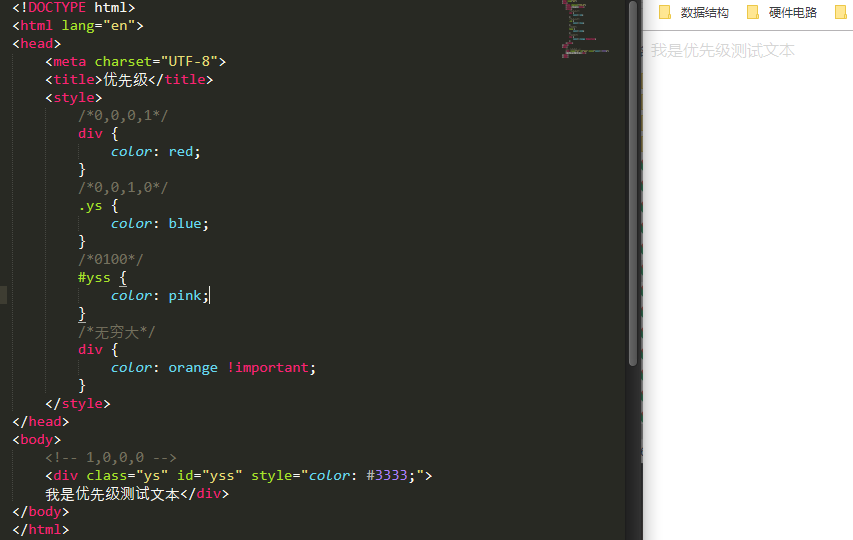 <!DOCTYPE html>
<html lang="en">
<head>
<meta charset="UTF-8">
<title>优先级</title>
<style>
/*0,0,0,1*/
div {
color: red;
}
/*0,0,1,0*/
.ys {
color: blue;
}
/*0100*/
#yss {
color: pink;
}
/*无穷大*/
div {
color: orange !important;
}
</style>
</head>
<body>
<!-- 1,0,0,0 -->
<div class="ys" id="yss" style="color: #3333;">
我是优先级测试文本</div>
</body>
</html>
数据结构 硬件电路
我是优先级测试文本